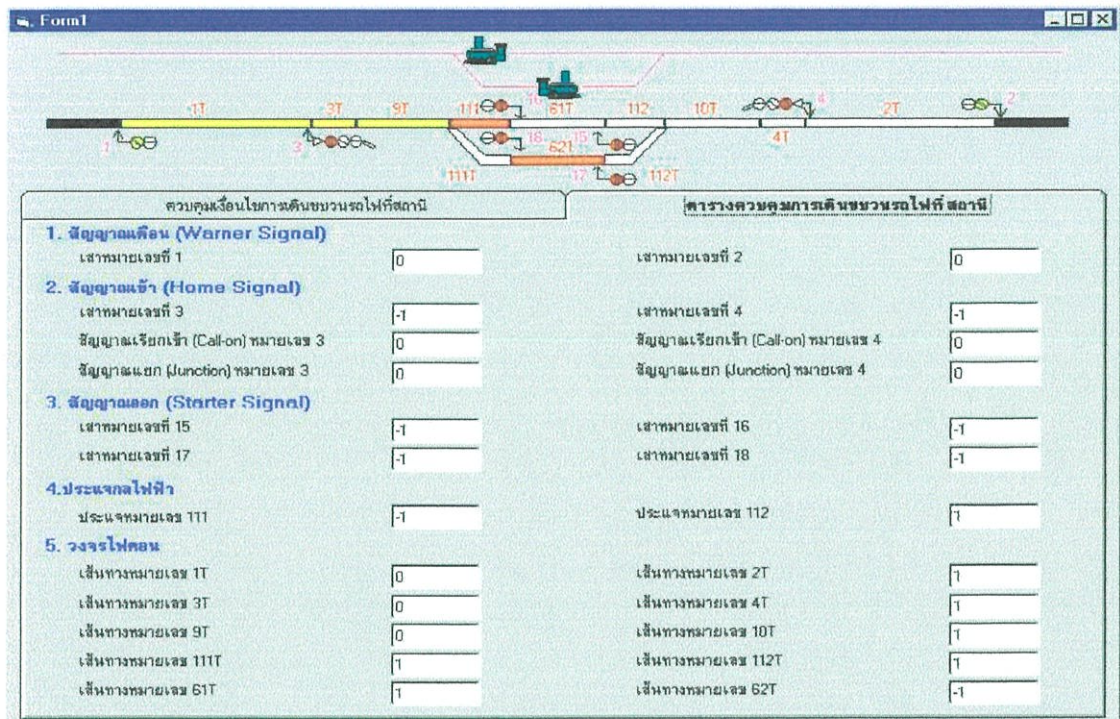 Form1
16
4
2
1T
3T
9T
111
61T
112
10T
2T
1
3
18
15
62T
4T
111T
17
112T
ควบคุมเงื่อนไขการเดินขบวนรถไฟที่สถานี
ตารางควบคุมการเดินขบวนรถไฟที่ สถานี
1. สัญญาณเตือน (Warner Signal)
เสาหมายเลขที่ 1 0 เสาหมายเลขที่ 2 0
2. สัญญาณเข้า (Home Signal)
เสาหมายเลขที่ 3 -1 เสาหมายเลขที่ 4 -1
สัญญาณเรียกเข้า (Call-on) หมายเลข 3 0 สัญญาณเรียกเข้า (Call-on) หมายเลข 4 0
สัญญาณแยก (Junction) หมายเลข 3 0 สัญญาณแยก (Junction) หมายเลข 4 0
3. สัญญาณออก (Starter Signal)
เสาหมายเลขที่ 15 -1 เสาหมายเลขที่ 16 -1
เสาหมายเลขที่ 17 -1 เสาหมายเลขที่ 18 -1
4.ประแจกลไฟฟ้า
ประแจหมายเลข 111 -1 ประแจหมายเลข 112 1
5. วงจรไฟตอน
เส้นทางหมายเลข 1T 0 เส้นทางหมายเลข 2T 1
เส้นทางหมายเลข 3T 0 เส้นทางหมายเลข 4T 1
เส้นทางหมายเลข 9T 0 เส้นทางหมายเลข 10T 1
เส้นทางหมายเลข 111T 1 เส้นทางหมายเลข 112T 1
เส้นทางหมายเลข 61T 1 เส้นทางหมายเลข 62T -1